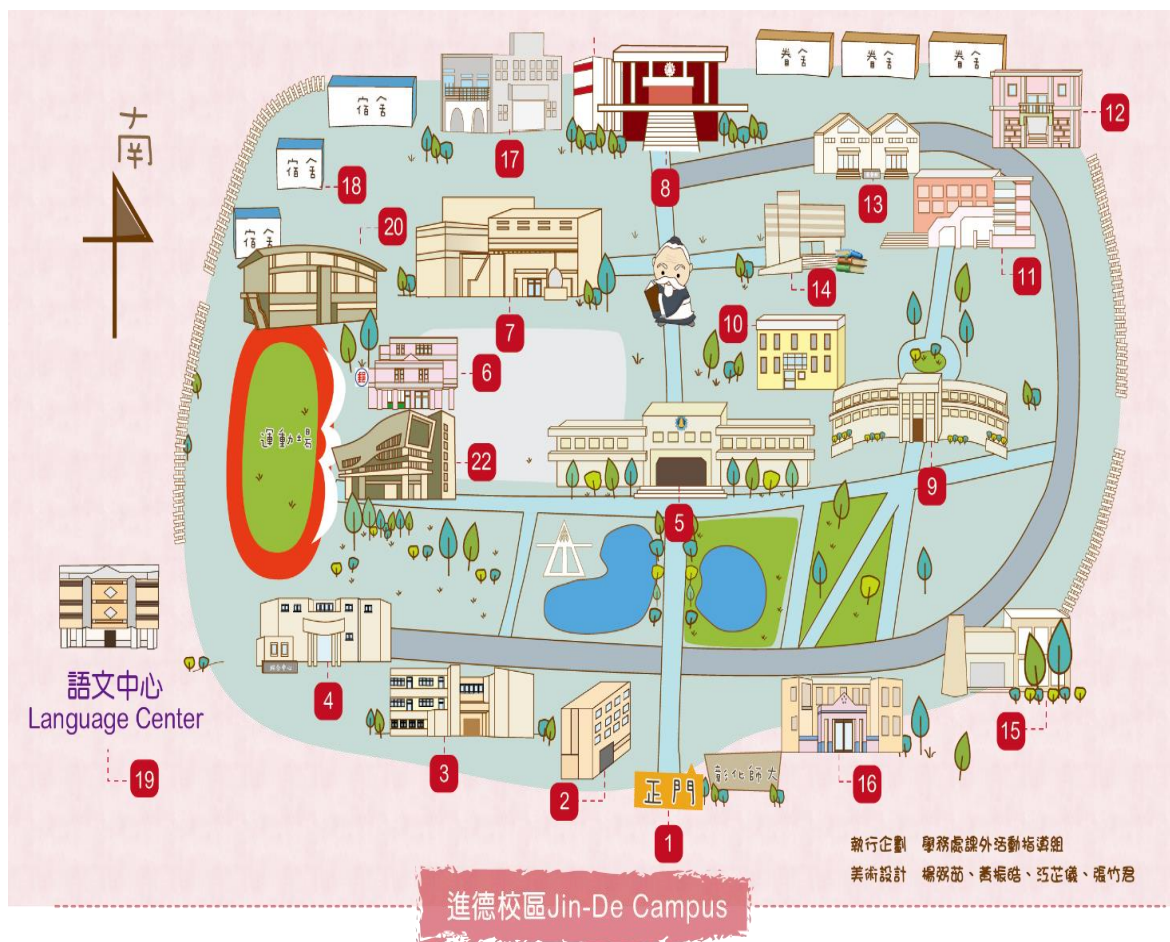 眷舍
眷舍
眷舍
宿舍
南
12
17
8
宿舍
18
13
20
宿舍
11
14
7
10
6
郵
運動場
22
9
5
語文中心
Language Center
4
15
3
19
彰化師大
16
2
正門
1
執行企劃 學務處課外活動指導組
美術設計 楊弼茹、黃振皓、江芷儀、張竹君
進德校區Jin-De Campus